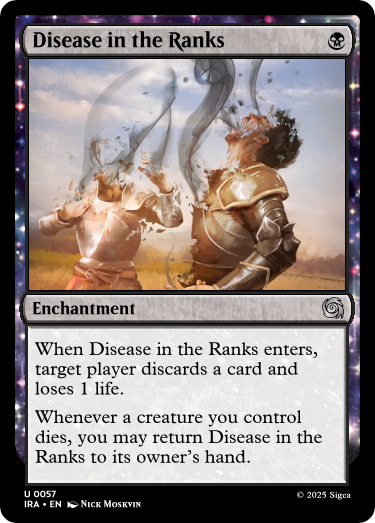 Disease in the Ranks
Enchantment
When Disease in the Ranks enters,
target player discards a card and
loses 1 life.
Whenever a creature you control
dies, you may return Disease in the
Ranks to its owner's hand.
U 0057
IRA • EN Nick Moskvin
© 2025 Sigea